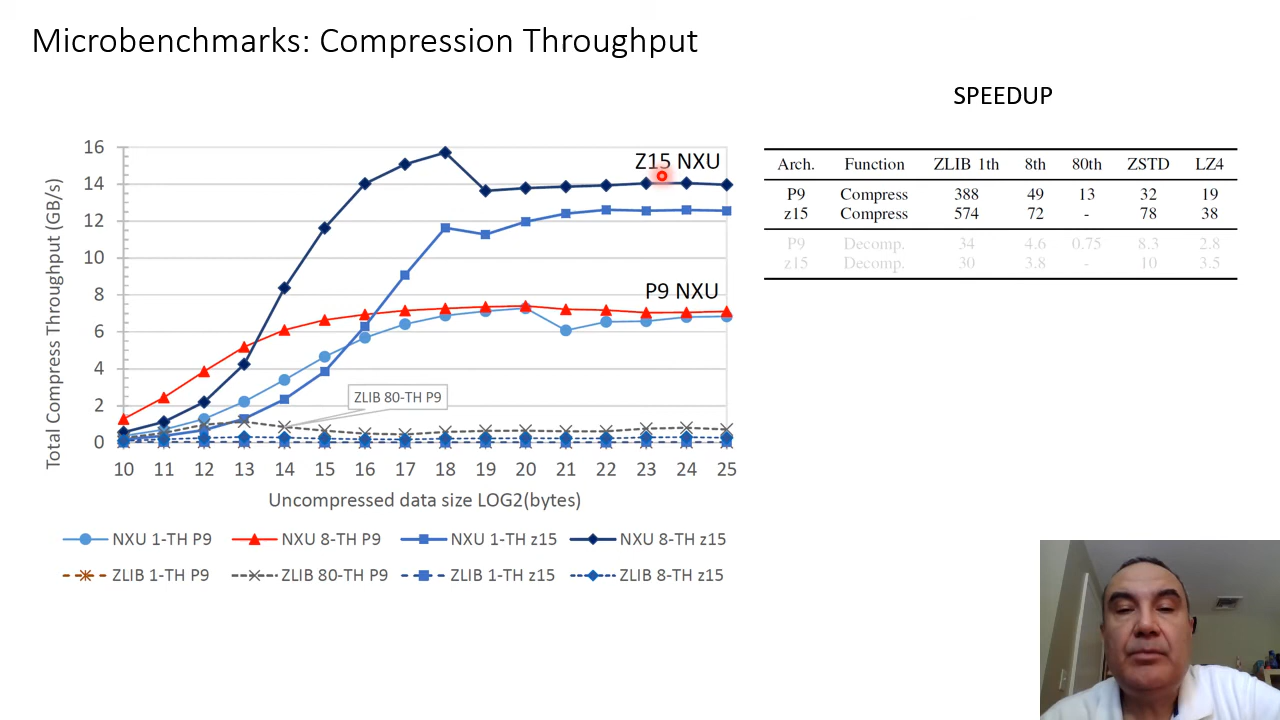 Microbenchmarks: Compression Throughput
SPEEDUP
Arch. Function ZLIB 1th 8th 80th ZSTD LZ4
P9 Compress 388 49 13 32 19
z15 Compress 574 72 - 78 38
P9 Decomp. 34 4.6 0.75 8.3 2.8
z15 Decomp. 30 3.8 - 10 3.5
Total Compress Throughput (GB/s)
16
14
12
10
8
6
4
2
0
Z15 NXU
P9 NXU
ZLIB 80-TH P9
10 11 12 13 14 15 16 17 18 19 20 21 22 23 24 25
Uncompressed data size LOG2(bytes)
NXU 1-TH P9 NXU 8-TH P9 NXU 1-TH z15 NXU 8-TH z15
ZLIB 1-TH P9 ZLIB 80-TH P9 ZLIB 1-TH z15 ZLIB 8-TH z15